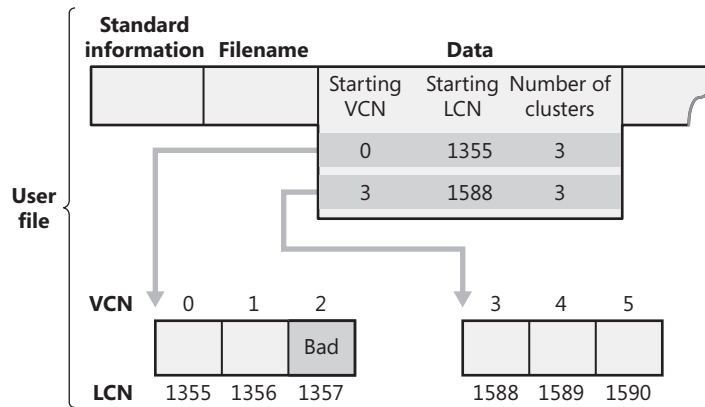 Standard
information Filename Data
Starting VCN Starting LCN Number of clusters
0 1355 3
3 1588 3
User
file
VCN 0 1 2 3 4 5
Bad
LCN 1355 1356 1357 1588 1589 1590